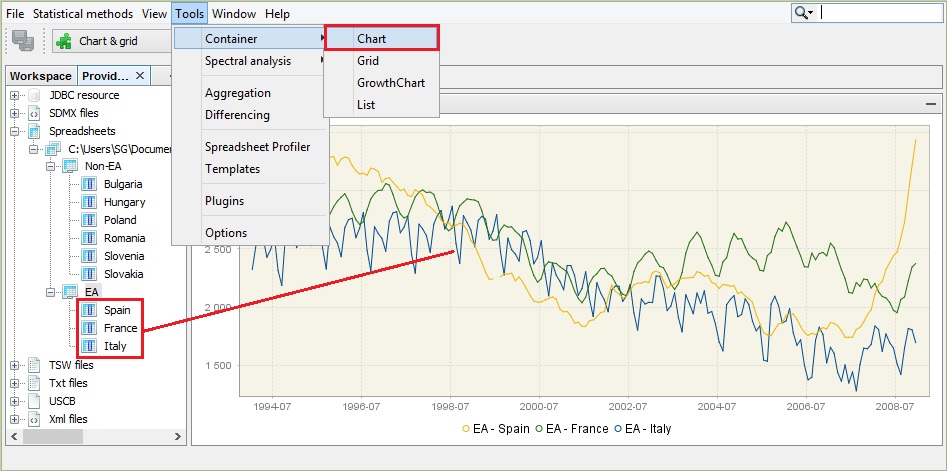 File Statistical methods View Tools Window Help
Chart & grid
Container
Chart
Spectral analysis
Grid
GrowthChart
List
Aggregation
Differencing
Spreadsheet Profiler
Templates
Plugins
Options
Workspace Provid... ×
JDBC resource
SDMX files
Spreadsheets
C:\Users\SG\Documen
Non-EA
Bulgaria
Hungary
Poland
Romania
Slovenia
Slovakia
EA
Spain
France
Italy
TSW files
Txt files
USCB
Xml files
2 500
2 000
1 500
1994-07 1996-07 1998-07 2000-07 2002-07 2004-07 2006-07 2008-07
EA - Spain EA - France EA - Italy